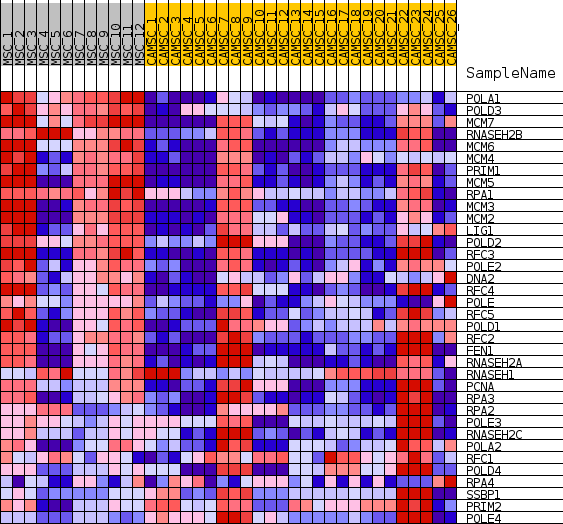 MSC_1
MSC_2
MSC_3
MSC_4
MSC_5
MSC_6
MSC_7
MSC_8
MSC_9
MSC_10
MSC_11
MSC_12
CAMSC_1
CAMSC_2
CAMSC_3
CAMSC_4
CAMSC_5
CAMSC_6
CAMSC_7
CAMSC_8
CAMSC_9
CAMSC_10
CAMSC_11
CAMSC_12
CAMSC_13
CAMSC_14
CAMSC_15
CAMSC_16
CAMSC_17
CAMSC_18
CAMSC_19
CAMSC_20
CAMSC_21
CAMSC_22
CAMSC_23
CAMSC_24
CAMSC_25
CAMSC_26
SampleName
POLA1
POLD3
MCM7
RNASEH2B
MCM6
MCM4
PRIM1
MCM5
RPA1
MCM3
MCM2
LIG1
POLD2
RFC3
POLE2
DNA2
RFC4
POLE
RFC5
POLD1
RFC2
FEN1
RNASEH2A
RNASEH1
PCNA
RPA3
RPA2
POLE3
RNASEH2C
POLA2
RFC1
POLD4
RPA4
SSBP1
PRIM2
POLE4